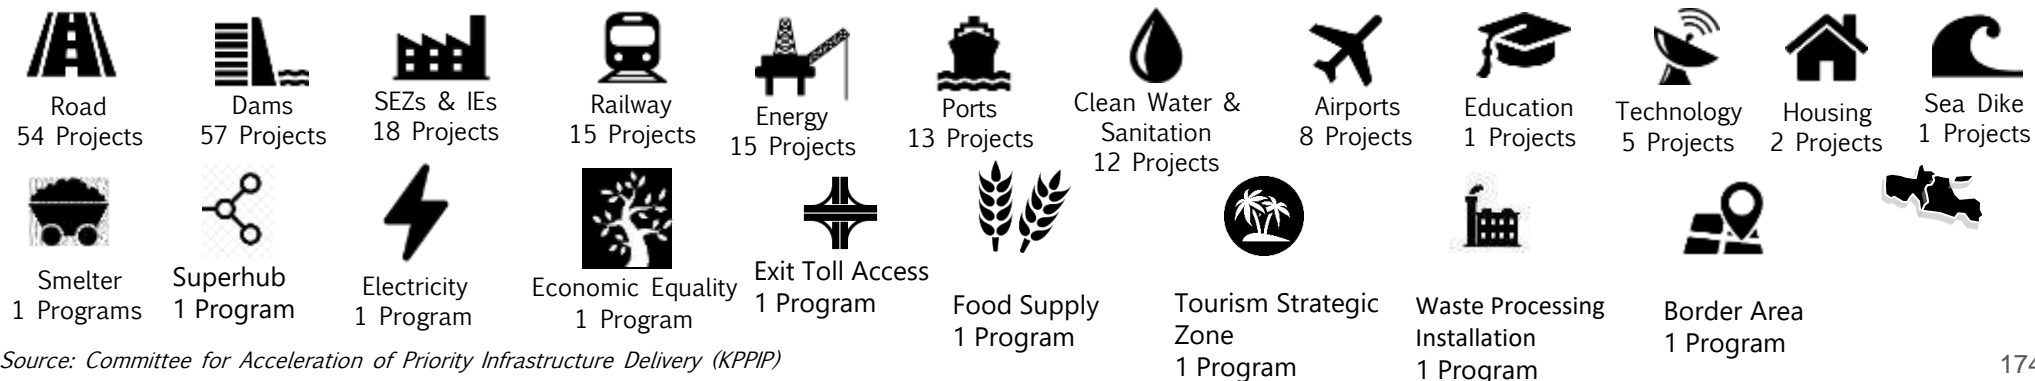 Road
54 Projects
Dams
57 Projects
SEZs & IEs
18 Projects
Railway
15 Projects
Energy
15 Projects
Ports
13 Projects
Clean Water &
Sanitation
12 Projects
Airports
8 Projects
Education
1 Projects
Technology
5 Projects
Housing
2 Projects
Sea Dike
1 Projects
Smelter
1 Programs
Superhub
1 Program
Electricity
1 Program
Economic Equality
1 Program
Exit Toll Access
1 Program
Food Supply
1 Program
Tourism Strategic
Zone
1 Program
Waste Processing
Installation
1 Program
Border Area
1 Program
Source: Committee for Acceleration of Priority Infrastructure Delivery (KPPIP)
174